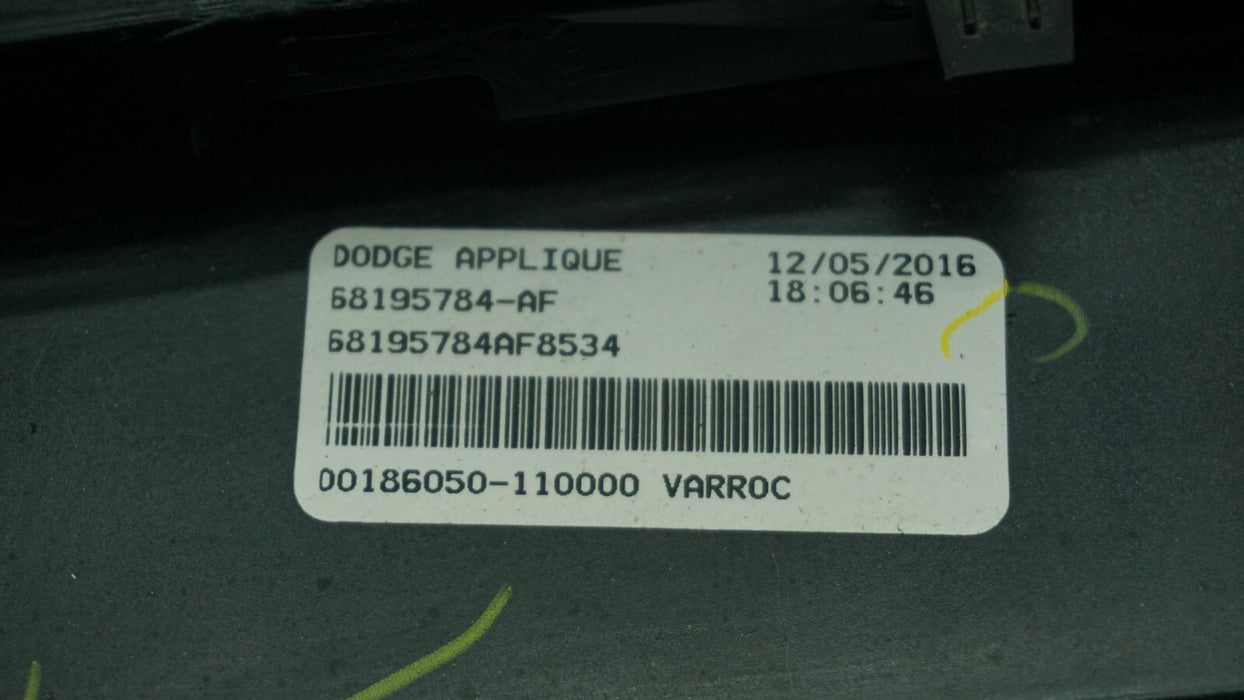 DODGE APPLIQUE 12/05/2016
68195784-AF 18:06:46
68195784AF8534
00186050-110000 VARROC